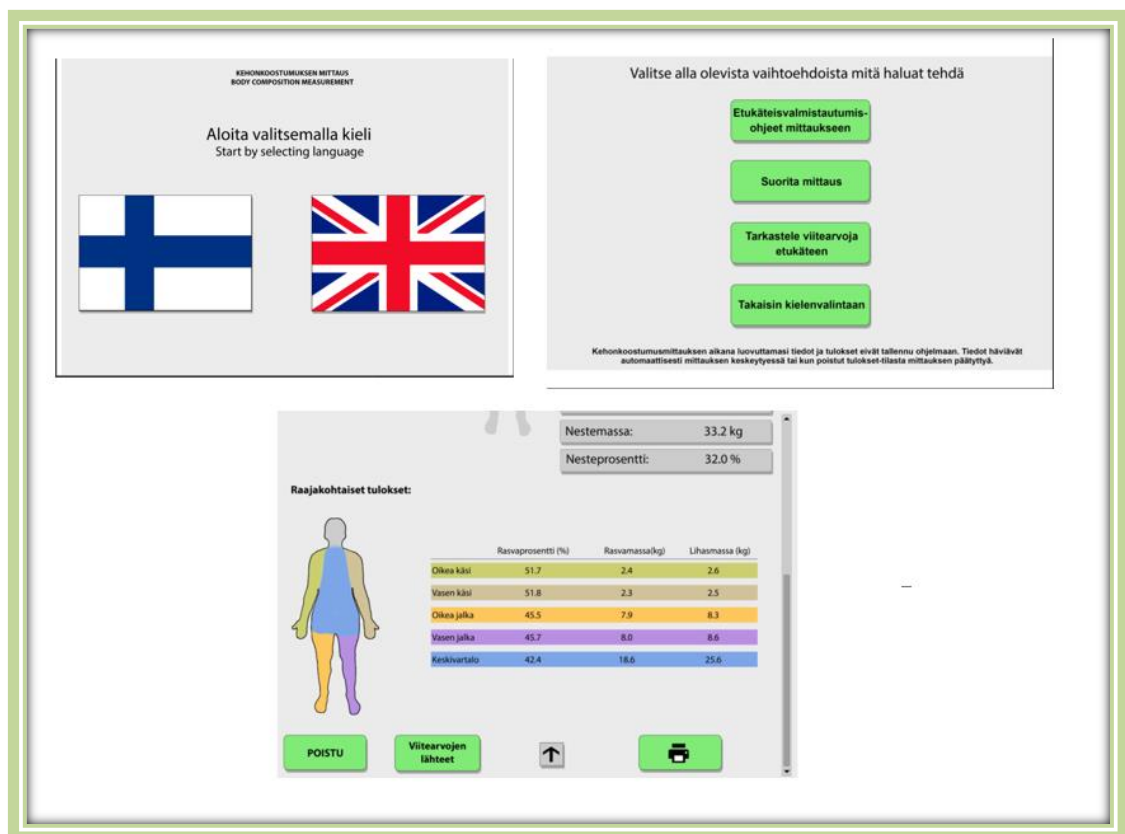 KEHONKOOSTUMUKSEN MITTAUS
BODY COMPOSITION MEASUREMENT
Aloita valitsemalla kieli
Start by selecting language
Valitse alla olevista vaihtoehdoista mitä haluat tehdä
Etukäteisvalmistautumis-
ohjeet mittaukseen
Suorita mittaus
Tarkastele viitearvoja
etukäteen
Takaisin kielenvalintaan
Kehonkoostumusmittauksen aikana luovuttamasi tiedot ja tulokset eivät tallennu ohjelmaan. Tiedot häviävät
automaattisesti mittauksen keskeytyessä tai kun poistut tulokset-tilasta mittauksen päätyttyä.
Nestemassa: 33.2 kg
Nesteprosentti: 32.0 %
Raajakohtaiset tulokset:
Rasvaprosentti (%) Rasvamassa(kg) Lihasmassa (kg)
Oikea käsi 51.7 2.4 2.6
Vasen käsi 51.8 2.3 2.5
Oikea jalka 45.5 7.9 8.3
Vasen jalka 45.7 8.0 8.6
Keskivartalo 42.4 18.6 25.6
POISTU
Viitearvojen
lähteet